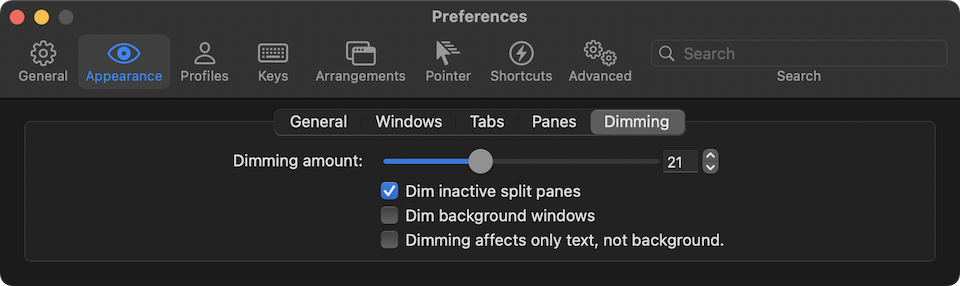 Preferences
General Appearance Profiles Keys Arrangements Pointer Shortcuts Advanced Search
Search
General Windows Tabs Panes Dimming
Dimming amount: 21
Dim inactive split panes
Dim background windows
Dimming affects only text, not background.